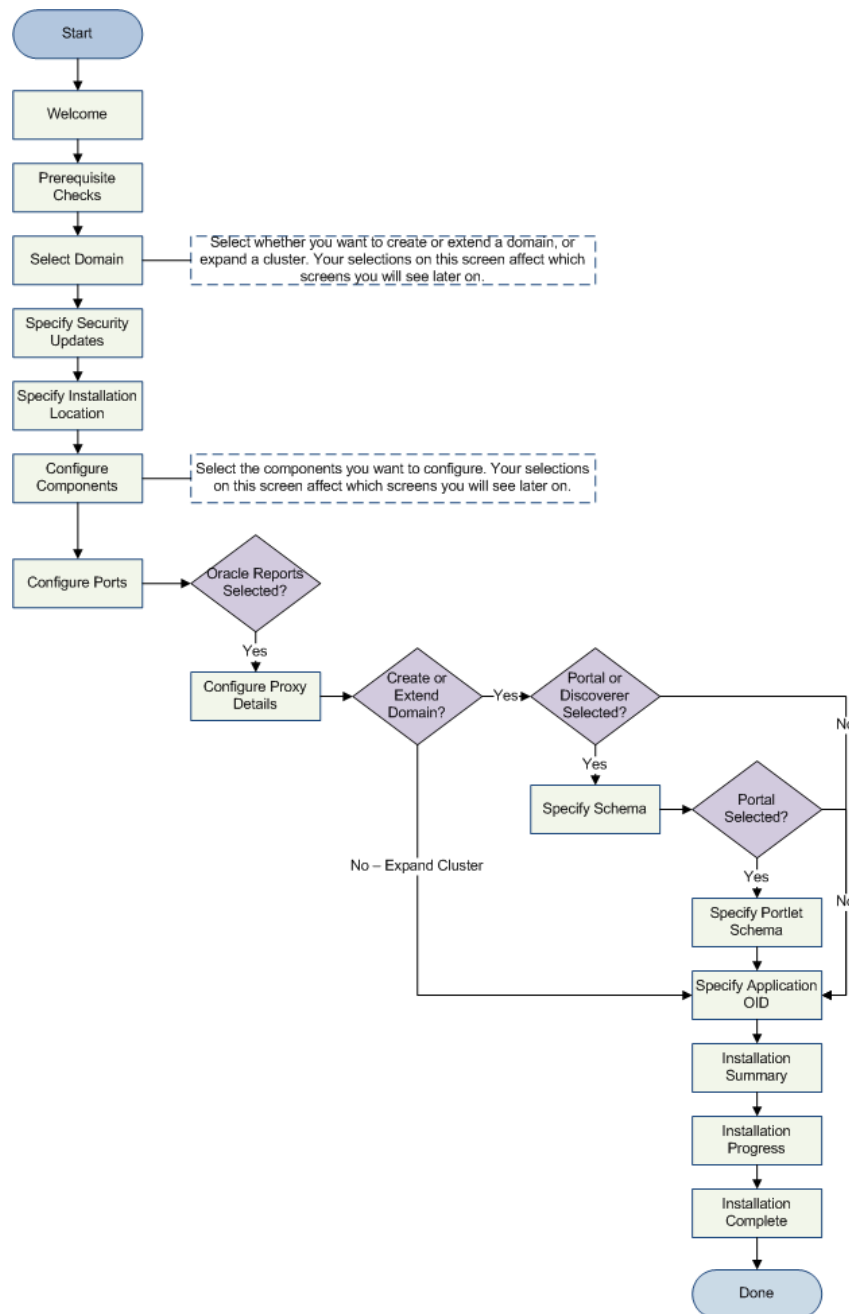 Start
Welcome
Prerequisite
Checks
Select Domain
Select whether you want to create or extend a domain, or
expand a cluster. Your selections on this screen affect which
screens you will see later on.
Specify Security
Updates
Specify Installation
Location
Configure
Components
Select the components you want to configure. Your selections
on this screen affect which screens you will see later on.
Configure Ports
Oracle Reports
Selected?
Yes
Configure Proxy
Details
Create or
Extend
Domain?
Yes
Portal or
Discoverer
Selected?
No
Yes
Specify Schema
Portal
Selected?
No – Expand Cluster
Yes
No
Specify Portlet
Schema
Specify Application
OID
Installation
Summary
Installation
Progress
Installation
Complete
Done